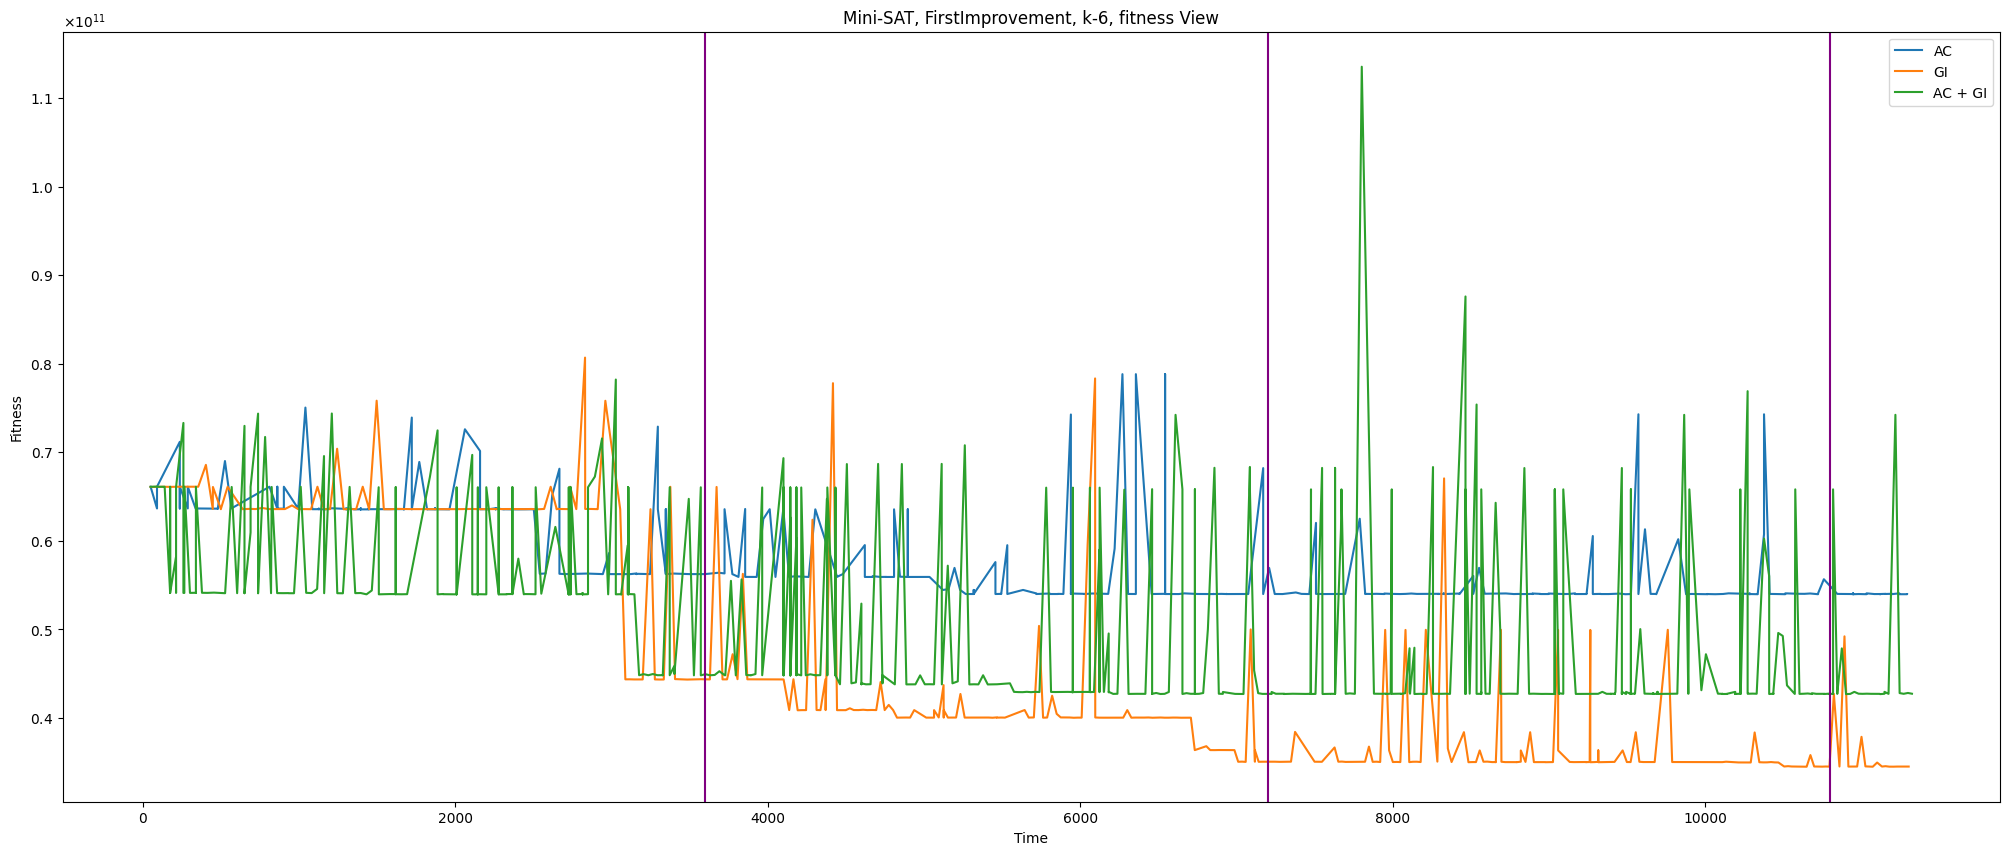 Mini-SAT, FirstImprovement, k-6, fitness View
×10¹¹
AC
GI
AC + GI
1.1
1.0
0.9
0.8
0.7
0.6
0.5
0.4
Fitness
0
2000
4000
6000
8000
10000
Time